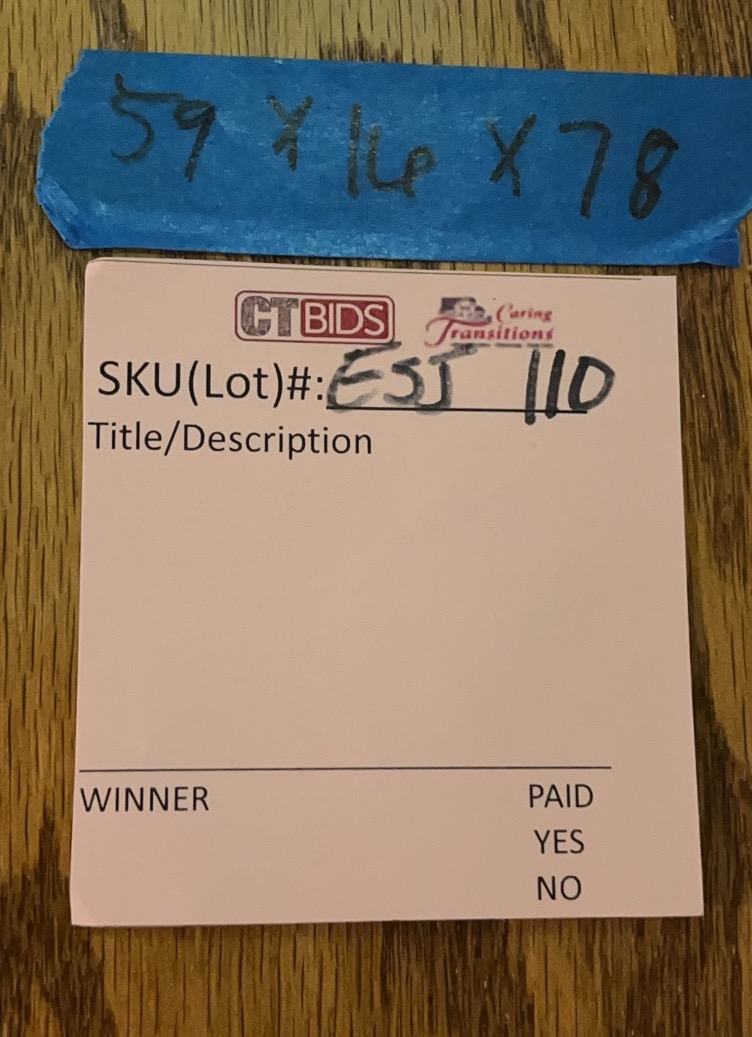 59 x 16 x 78
CTBIDS Caring Transitions
SKU(Lot)#: ESJ 110
Title/Description
WINNER PAID
YES
NO